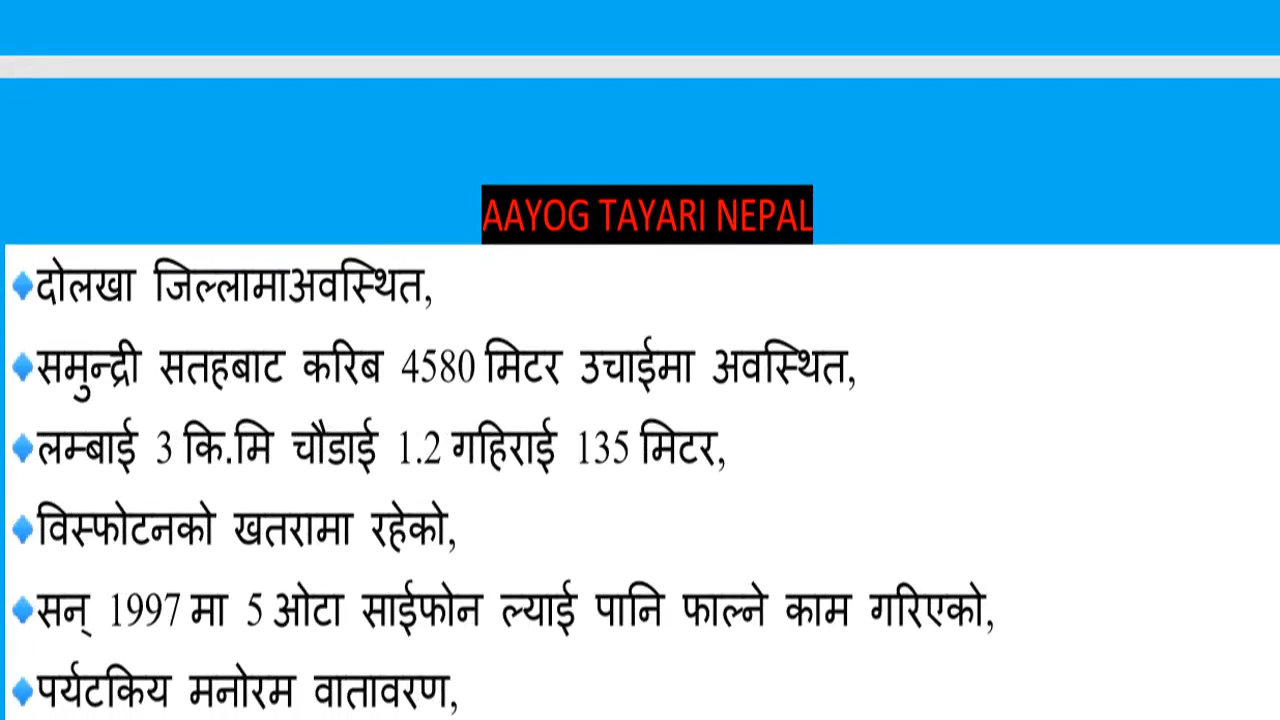 AAYOG TAYARI NEPAL
दोलखा जिल्लामाअवस्थित,
समुन्द्री सतहबाट करिब 4580 मिटर उचाईमा अवस्थित,
लम्बाई 3 कि.मि चौडाई 1.2 गहिराई 135 मिटर,
विस्फोटनको खतरामा रहेको,
सन् 1997 मा 5 ओटा साईफोन ल्याई पानि फाल्ने काम गरिएको,
पर्यटकिय मनोरम वातावरण,